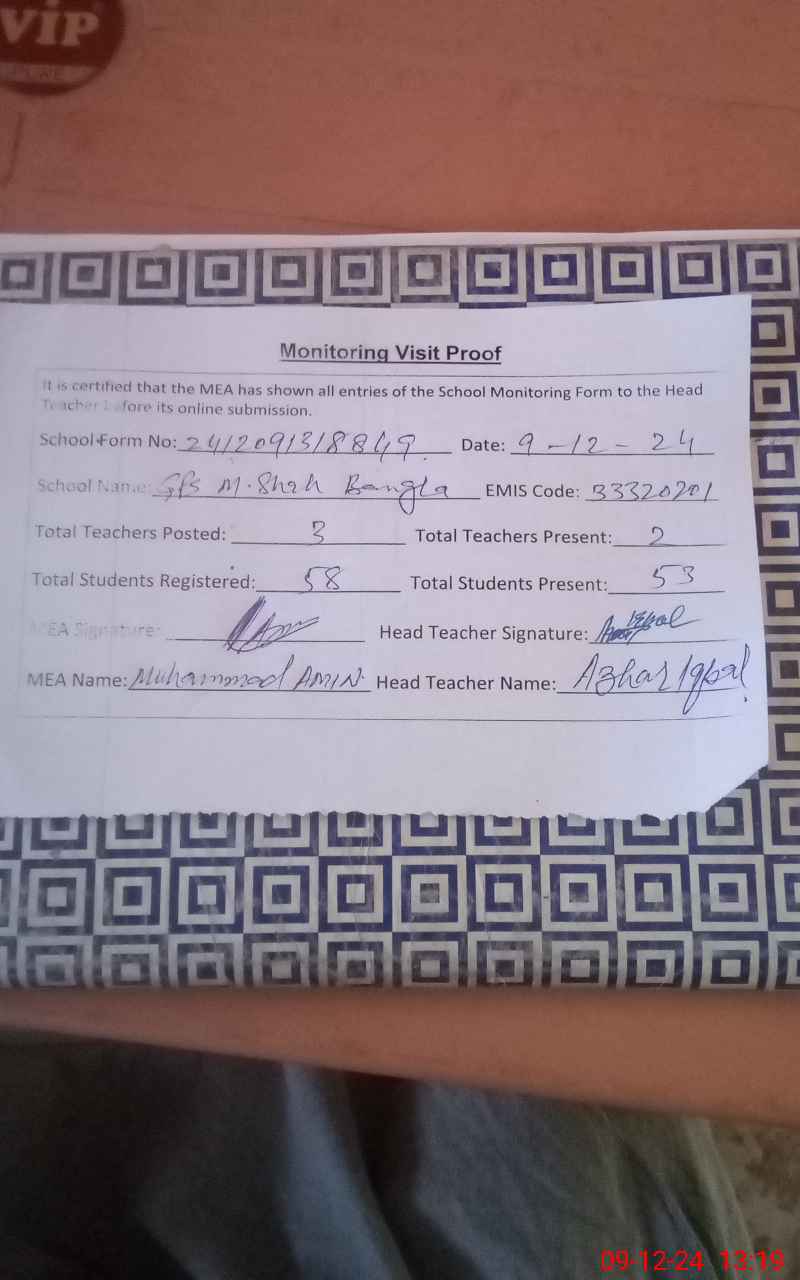 VIP
Monitoring Visit Proof
It is certified that the MEA has shown all entries of the School Monitoring Form to the Head
Teacher before its online submission.
School Form No: 2412091318849 Date: 9-12-24
School Name: GPS M. Shah Bangla EMIS Code: 33320201
Total Teachers Posted: 3 Total Teachers Present: 2
Total Students Registered: 58 Total Students Present: 53
MEA Signature: Head Teacher Signature:
MEA Name: Muhammad AMIN. Head Teacher Name: Azhar Iqbal
09-12-24 13:19